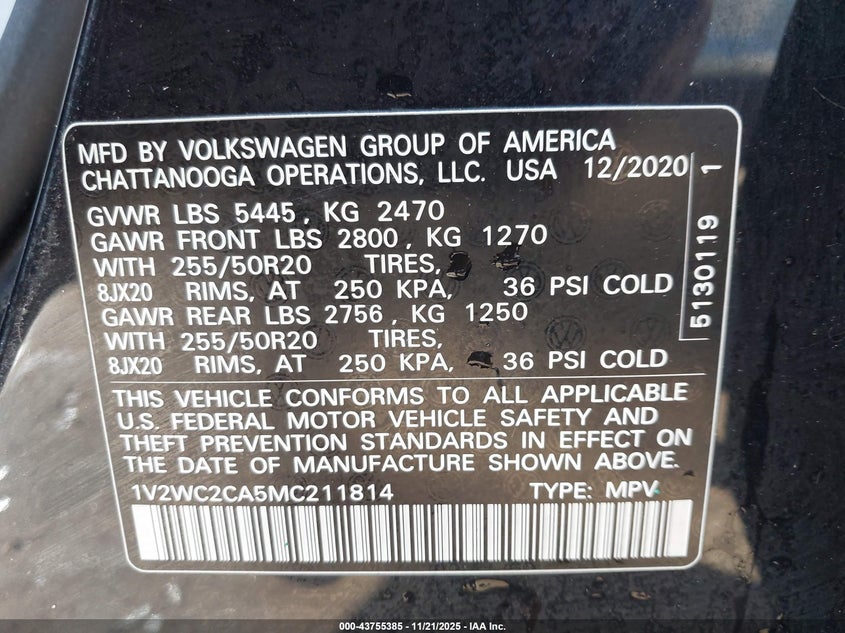 MFD BY VOLKSWAGEN GROUP OF AMERICA
CHATTANOOGA OPERATIONS, LLC. USA 12/2020
GVWR LBS 5445, KG 2470
GAWR FRONT LBS 2800, KG 1270
WITH 255/50R20 TIRES,
8JX20 RIMS, AT 250 KPA, 36 PSI COLD
GAWR REAR LBS 2756, KG 1250
WITH 255/50R20 TIRES,
8JX20 RIMS, AT 250 KPA, 36 PSI COLD
5130119 1
THIS VEHICLE CONFORMS TO ALL APPLICABLE
U.S. FEDERAL MOTOR VEHICLE SAFETY AND
THEFT PREVENTION STANDARDS IN EFFECT ON
THE DATE OF MANUFACTURE SHOWN ABOVE.
1V2WC2CA5MC211814 TYPE: MPV
000-43755385 - 11/21/2025 - IAA Inc.